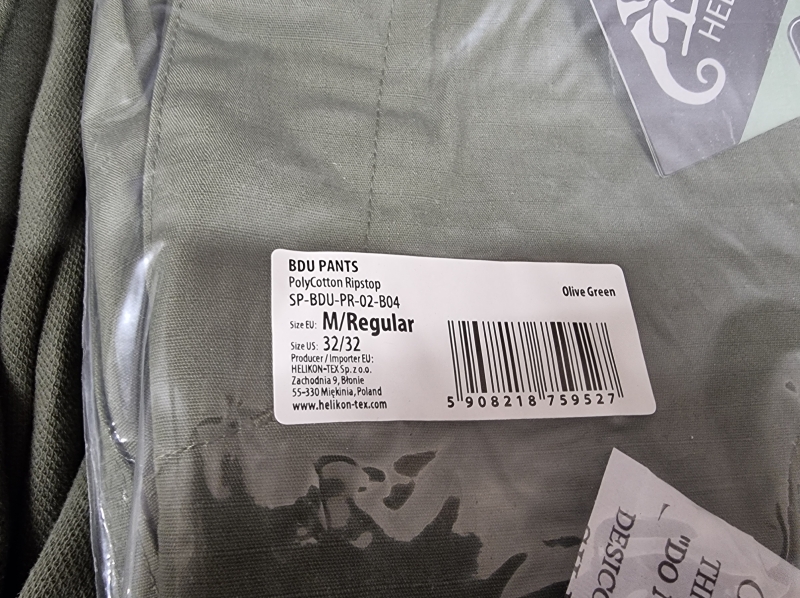 HEL
BDU PANTS
PolyCotton Ripstop
SP-BDU-PR-02-B04
Olive Green
Size EU: M/Regular
Size US: 32/32
Producer / Importer EU:
HELIKON-TEX Sp. z o.o.
Zachodnia 9, Błonie
55-330 Miękinia, Poland
www.helikon-tex.com
5 908218 759527
"DO
THI
DESICC